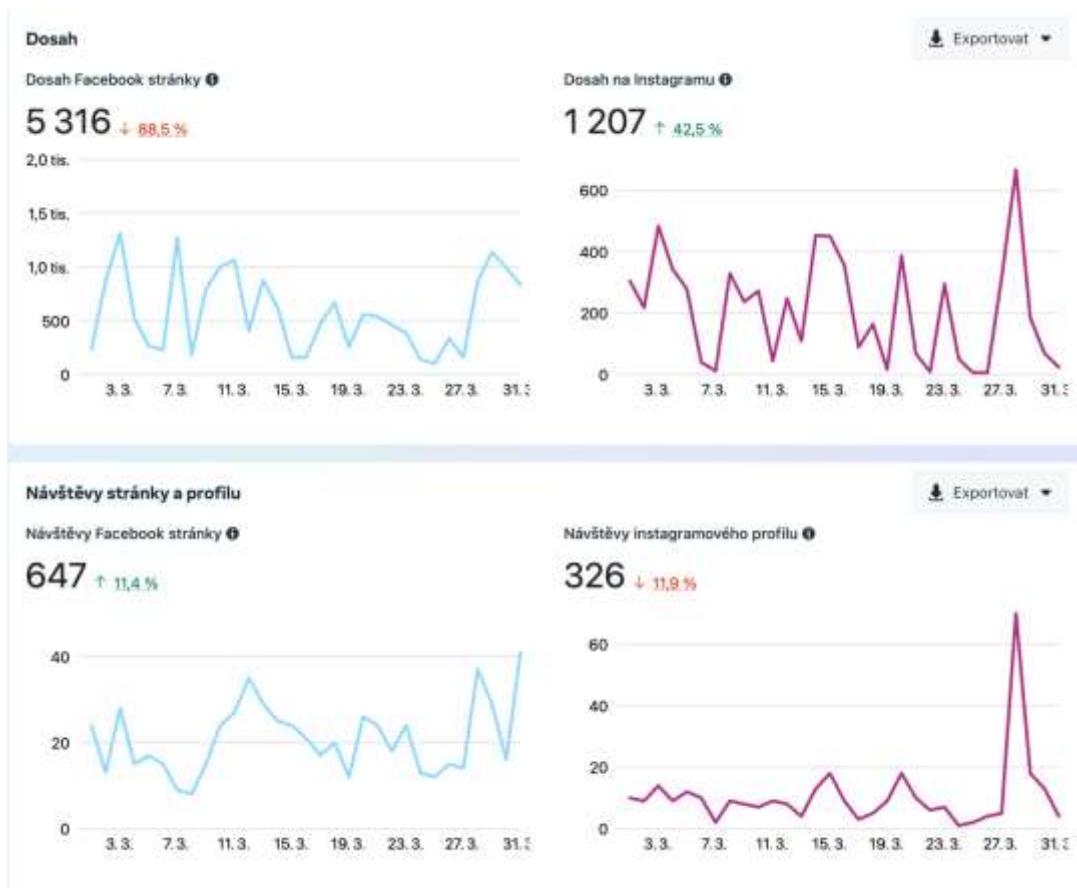 Dosah
Exportovat
Dosah Facebook stránky
5 316 ↓ 88,5 %
2,0 tis.
1,5 tis.
1,0 tis.
500
0
3. 3. 7. 3. 11. 3. 15. 3. 19. 3. 23. 3. 27. 3. 31. :
Dosah na Instagramu
1 207 ↑ 42,5 %
600
400
200
0
3. 3. 7. 3. 11. 3. 15. 3. 19. 3. 23. 3. 27. 3. 31. :
Návštěvy stránky a profilu
Exportovat
Návštěvy Facebook stránky
647 ↑ 11,4 %
40
20
0
3. 3. 7. 3. 11. 3. 15. 3. 19. 3. 23. 3. 27. 3. 31. :
Návštěvy instagramového profilu
326 ↓ 11,9 %
60
40
20
0
3. 3. 7. 3. 11. 3. 15. 3. 19. 3. 23. 3. 27. 3. 31. :